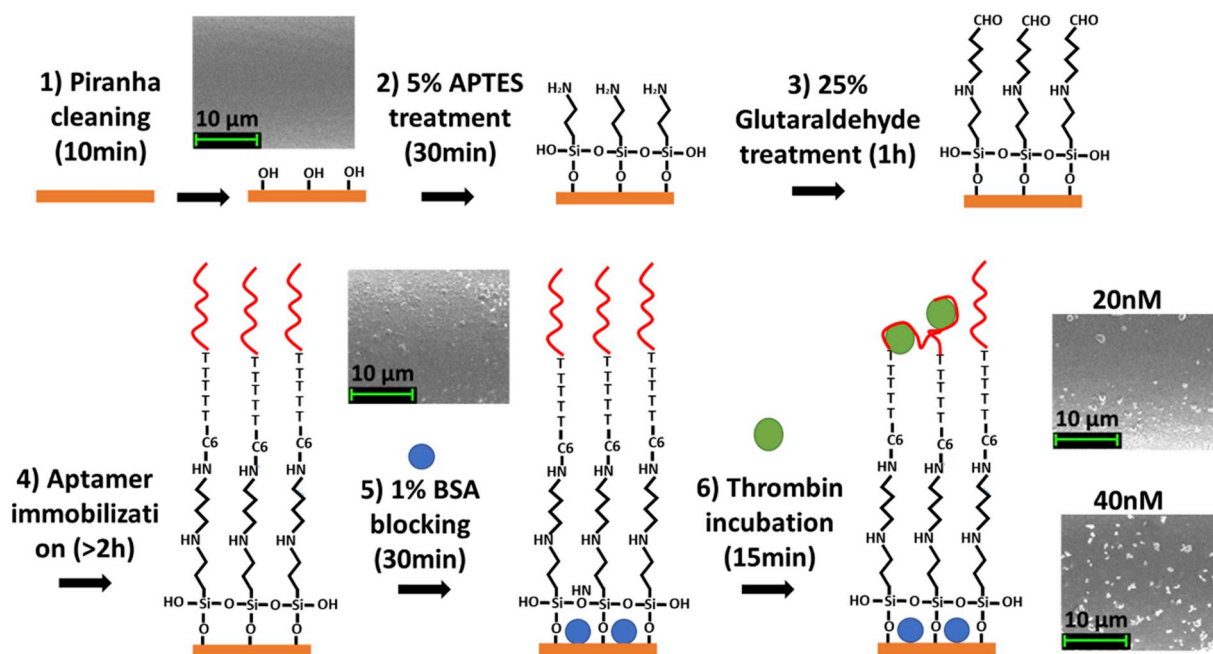 1) Piranha
cleaning
(10min)
10 µm
OH OH OH
2) 5% APTES
treatment
(30min)
H₂N H₂N H₂N
HO Si O Si O Si OH
O O O
3) 25%
Glutaraldehyde
treatment (1h)
CHO CHO CHO
HN HN HN
HO Si O Si O Si OH
O O O
4) Aptamer
immobilizati
on (>2h)
T T T
T T T
T T T
T T T
T T T
C6 C6 C6
HN HN HN
HN HN HN
HO Si O Si O Si OH
O O O
10 µm
5) 1% BSA
blocking
(30min)
T T T
T T T
T T T
T T T
T T T
C6 C6 C6
HN HN HN
HN HN HN
HN
HO Si O Si O Si OH
O O O
6) Thrombin
incubation
(15min)
T T T
T T T
T T T
T T T
T T T
C6 C6 C6
HN HN HN
HN HN HN
HO Si O Si O Si OH
O O O
20nM
10 µm
40nM
10 µm